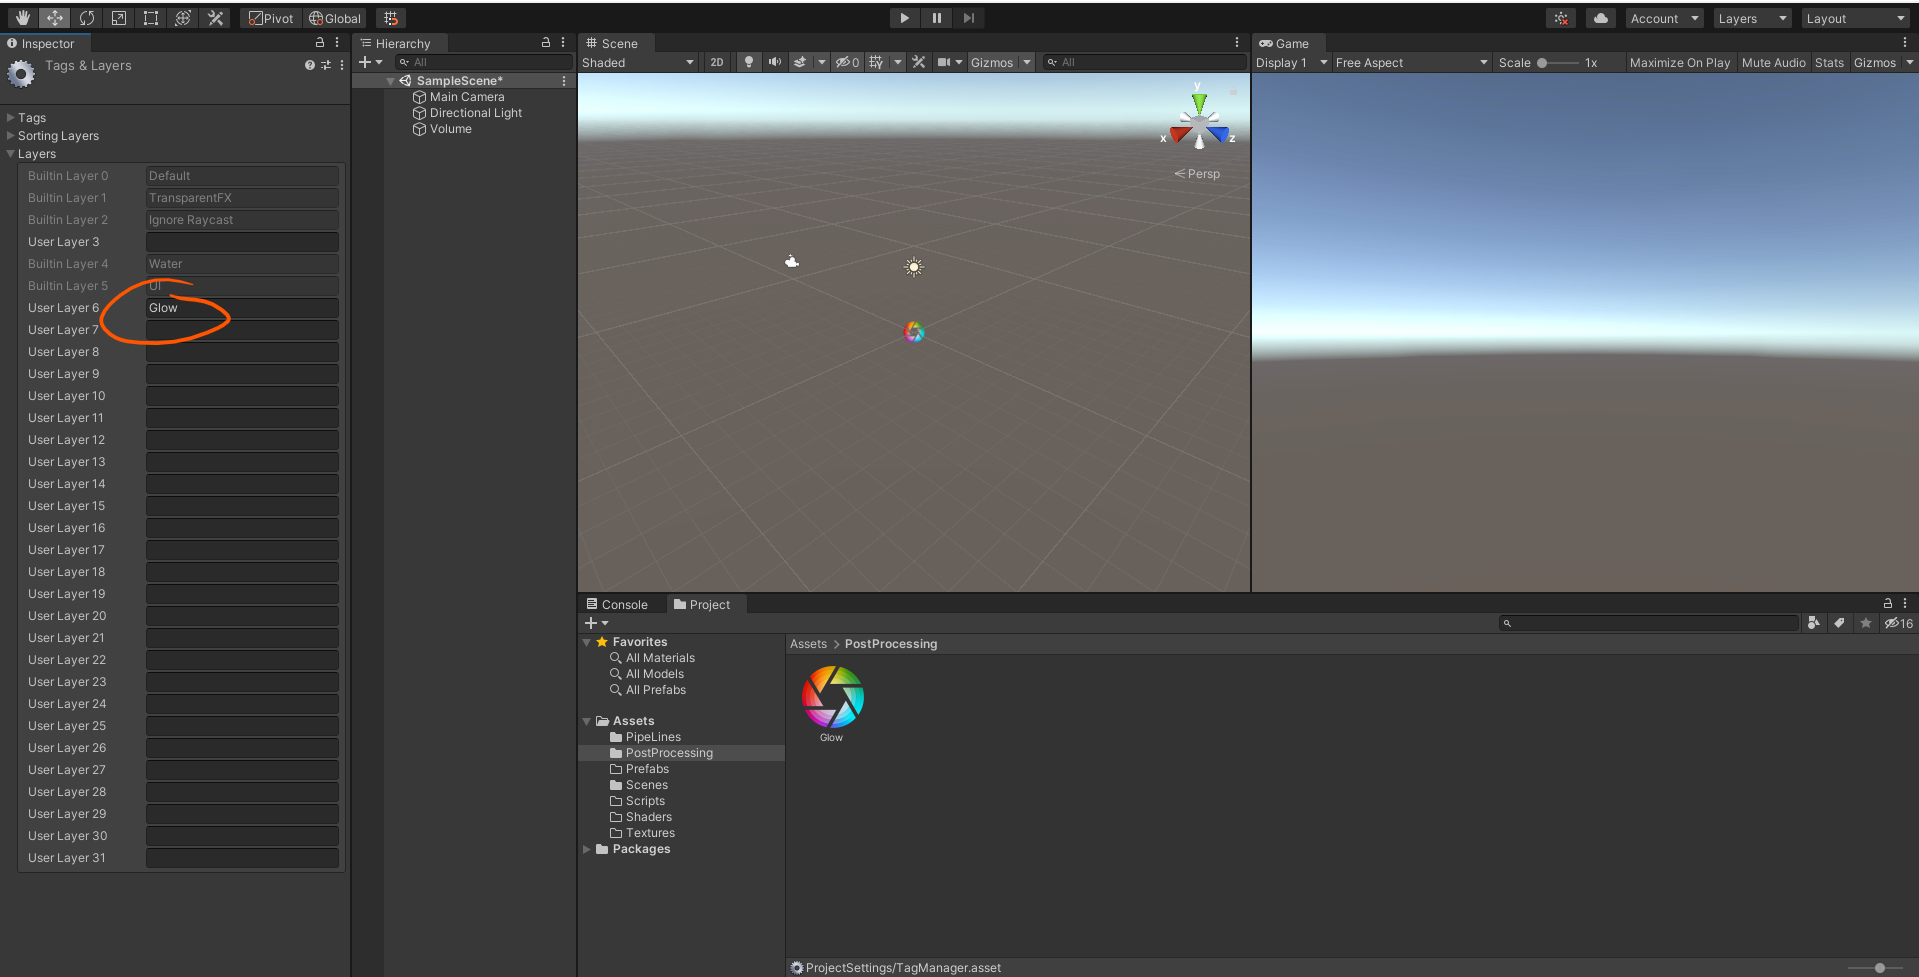 Pivot Global Account Layers Layout
Inspector
Tags & Layers
Tags
Sorting Layers
Layers
Builtin Layer 0 Default
Builtin Layer 1 TransparentFX
Builtin Layer 2 Ignore Raycast
User Layer 3
Builtin Layer 4 Water
Builtin Layer 5 UI
User Layer 6 Glow
User Layer 7
User Layer 8
User Layer 9
User Layer 10
User Layer 11
User Layer 12
User Layer 13
User Layer 14
User Layer 15
User Layer 16
User Layer 17
User Layer 18
User Layer 19
User Layer 20
User Layer 21
User Layer 22
User Layer 23
User Layer 24
User Layer 25
User Layer 26
User Layer 27
User Layer 28
User Layer 29
User Layer 30
User Layer 31
Hierarchy
All
SampleScene*
Main Camera
Directional Light
Volume
Scene
Shaded 2D 0 Gizmos All
y
x z
Persp
Game
Display 1 Free Aspect Scale 1x Maximize On Play Mute Audio Stats Gizmos
Console Project
16
Favorites
All Materials
All Models
All Prefabs
Assets
PipeLines
PostProcessing
Prefabs
Scenes
Scripts
Shaders
Textures
Packages
Assets > PostProcessing
Glow
ProjectSettings/TagManager.asset